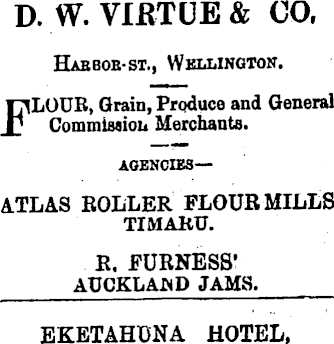 D. W. VIRTUE & CO.
HARBOR-ST., WELLINGTON.
FLOUR, Grain, Produce and General
Commission Merchants.
AGENCIES—
ATLAS ROLLER FLOUR MILLS
TIMARU.
R. FURNESS'
AUCKLAND JAMS.
EKETAHUNA HOTEL,